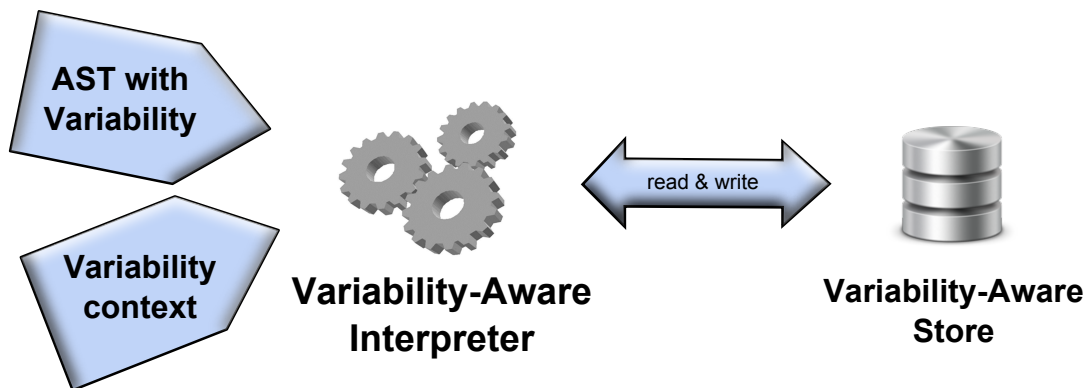 AST with
Variability
Variability
context
Variability-Aware
Interpreter
read & write
Variability-Aware
Store